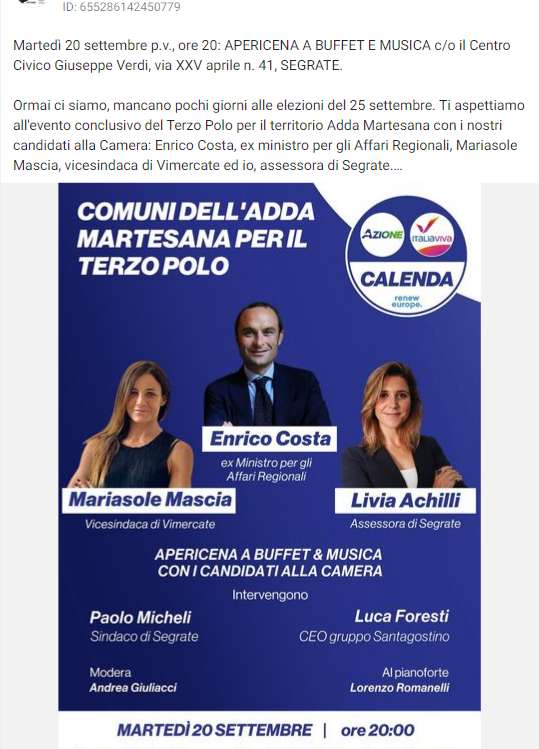 ID: 655286142450779
Martedì 20 settembre p.v., ore 20: APERICENA A BUFFET E MUSICA c/o il Centro
Civico Giuseppe Verdi, via XXV aprile n. 41, SEGRATE.
Ormai ci siamo, mancano pochi giorni alle elezioni del 25 settembre. Ti aspettiamo
all'evento conclusivo del Terzo Polo per il territorio Adda Martesana con i nostri
candidati alla Camera: Enrico Costa, ex ministro per gli Affari Regionali, Mariasole
Mascia, vicesindaca di Vimercate ed io, assessora di Segrate....
COMUNI DELL'ADDA
MARTESANA PER IL
TERZO POLO
AZIONE
ITALIAVIVA
CALENDA
renew
europe.
Enrico Costa
ex Ministro per gli
Affari Regionali
Mariasole Mascia
Vicesindaca di Vimercate
Livia Achilli
Assessora di Segrate
APERICENA A BUFFET & MUSICA
CON I CANDIDATI ALLA CAMERA
Intervengono
Paolo Micheli
Sindaco di Segrate
Luca Foresti
CEO gruppo Santagostino
Modera
Andrea Giuliacci
Al pianoforte
Lorenzo Romanelli
MARTEDÌ 20 SETTEMBRE | ore 20:00